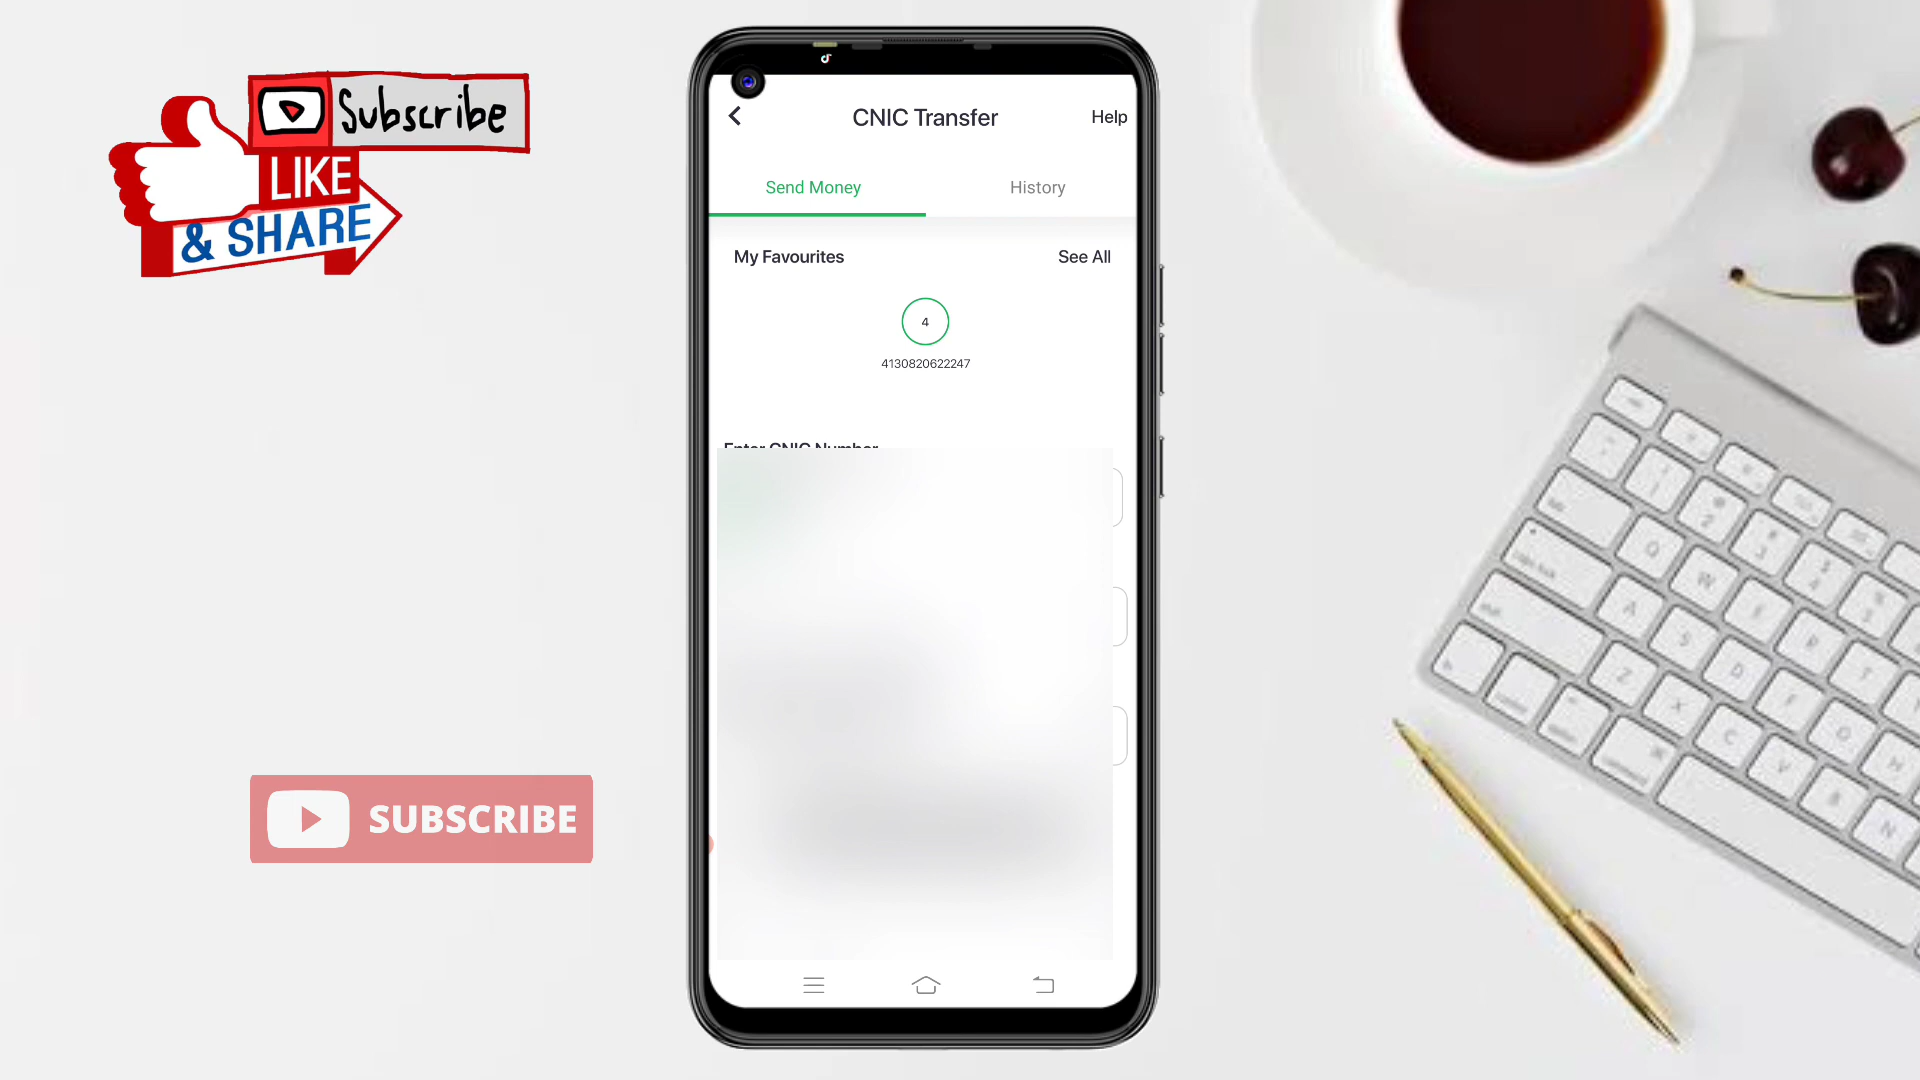 Subscribe
LIKE
& SHARE
CNIC Transfer
Help
Send Money
History
My Favourites
See All
4
4130820622247
Enter CNIC Number
SUBSCRIBE